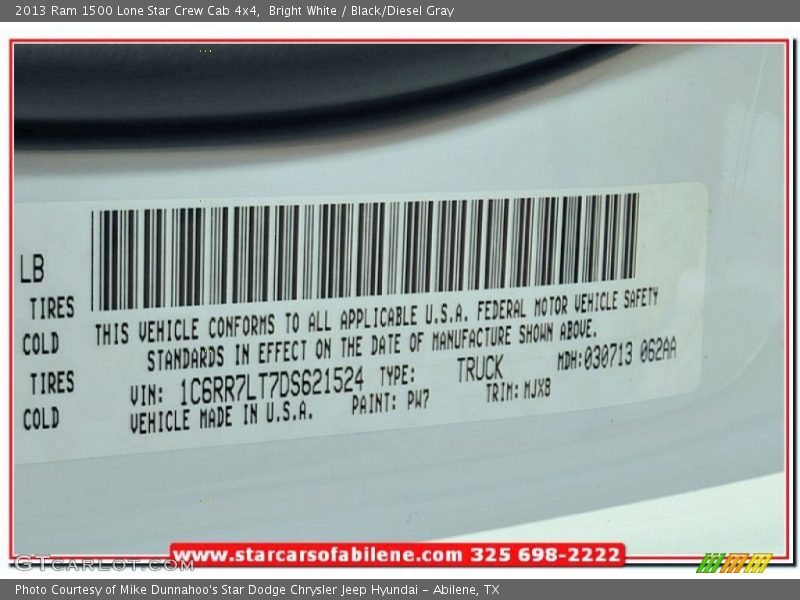 2013 Ram 1500 Lone Star Crew Cab 4x4,  Bright White / Black/Diesel Gray
LB
TIRES
COLD
TIRES
COLD
THIS VEHICLE CONFORMS TO ALL APPLICABLE U.S.A. FEDERAL MOTOR VEHICLE SAFETY
STANDARDS IN EFFECT ON THE DATE OF MANUFACTURE SHOWN ABOVE.
VIN: 1C6RR7LT7DS621524 TYPE: TRUCK MDH:030713 062AA
VEHICLE MADE IN U.S.A. PAINT: PW7 TRIM: MJX8
www.starcarsofabilene.com 325 698-2222
GTcarlot.com
Photo Courtesy of Mike Dunnahoo's Star Dodge Chrysler Jeep Hyundai - Abilene, TX